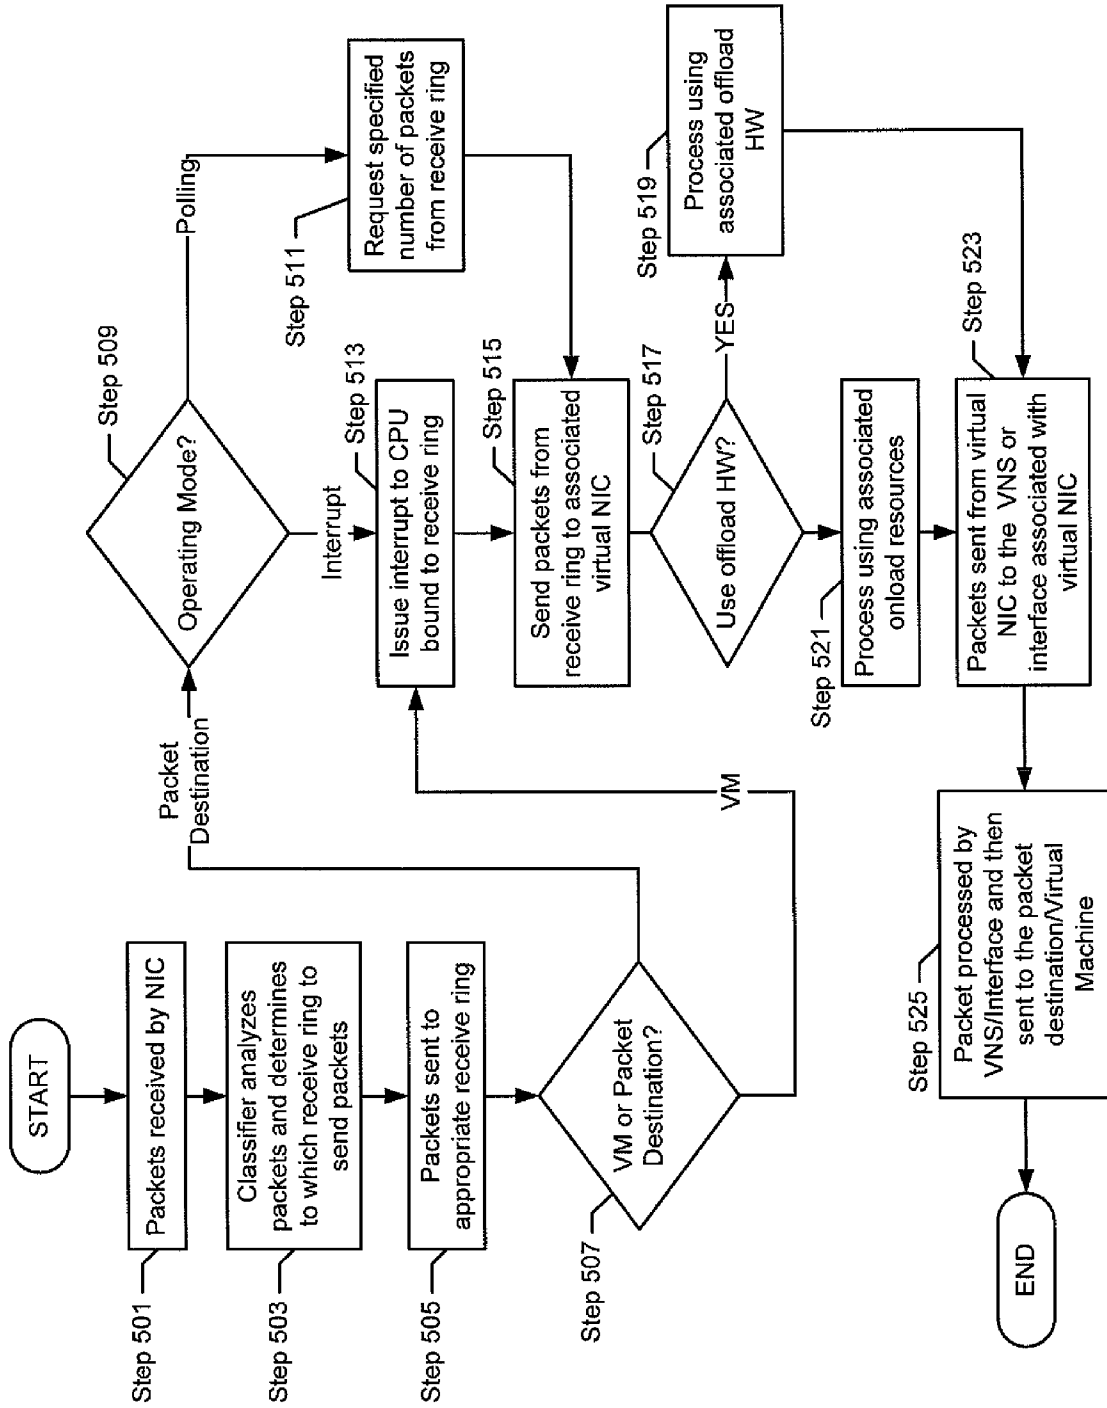 START
Step 501
Packets received by NIC
Step 503
Classifier analyzes
packets and determines
to which receive ring to
send packets
Step 505
Packets sent to
appropriate receive ring
Step 507
VM or Packet
Destination?
Packet
Destination
VM
Step 509
Operating Mode?
Polling
Interrupt
Step 511
Request specified
number of packets
from receive ring
Step 513
Issue interrupt to CPU
bound to receive ring
Step 515
Send packets from
receive ring to associated
virtual NIC
Step 517
Use offload HW?
YES
Step 519
Process using
associated offload
HW
Step 521
Process using associated
onload resources
Step 523
Packets sent from virtual
NIC to the VNS or
interface associated with
virtual NIC
Step 525
Packet processed by
VNS/Interface and then
sent to the packet
destination/Virtual
Machine
END